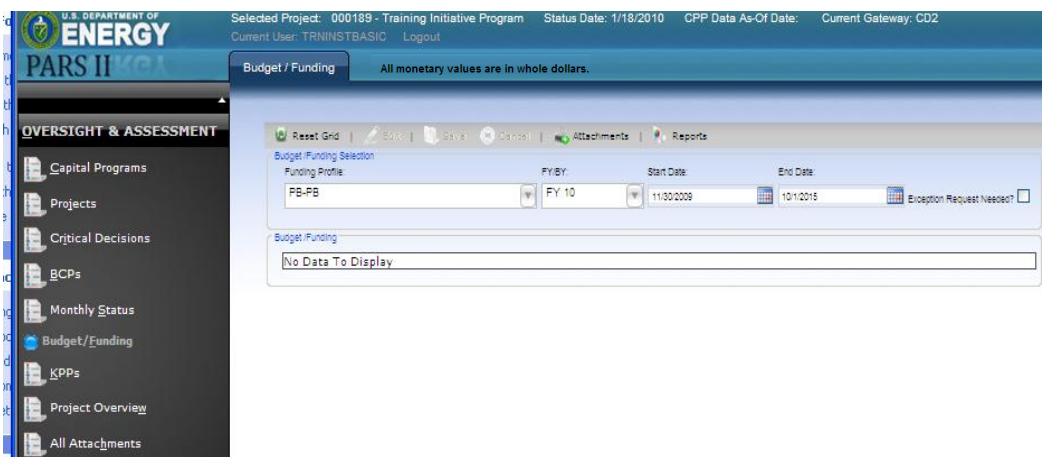 U.S. DEPARTMENT OF
ENERGY
PARS II
Selected Project: 000189 - Training Initiative Program Status Date: 1/18/2010 CPP Data As-Of Date: Current Gateway: CD2
Current User: TRNINSTBASIC Logout
Budget / Funding All monetary values are in whole dollars.
OVERSIGHT & ASSESSMENT
Capital Programs
Projects
Critical Decisions
BCPs
Monthly Status
Budget/Funding
KPPs
Project Overview
All Attachments
Reset Grid | Edit | Save Cancel | Attachments | Reports
Budget /Funding Selection
Funding Profile: FY/BY: Start Date: End Date:
PB-PB FY 10 11/30/2009 10/1/2015 Exception Request Needed?
Budget /Funding
No Data To Display